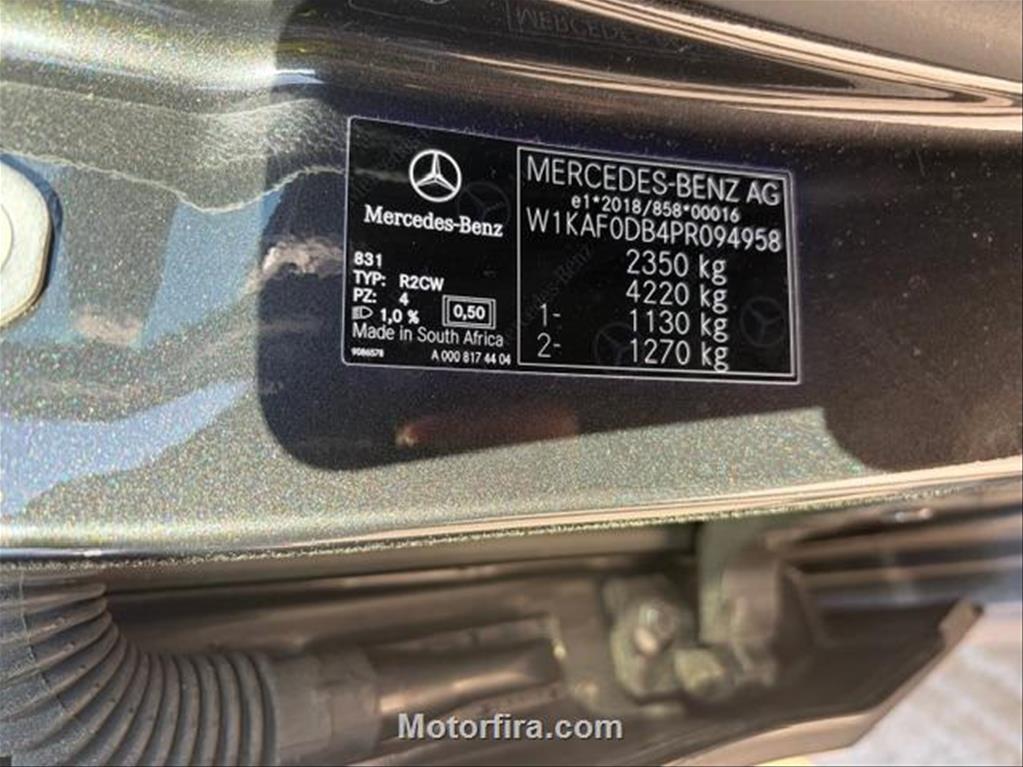 Mercedes-Benz
831
TYP: R2CW
PZ: 4
1,0 %
0,50
Made in South Africa
9086578
A 000 817 44 04
MERCEDES-BENZ AG
e1*2018/858*00016
W1KAF0DB4PR094958
2350 kg
4220 kg
1- 1130 kg
2- 1270 kg
Motorfira.com